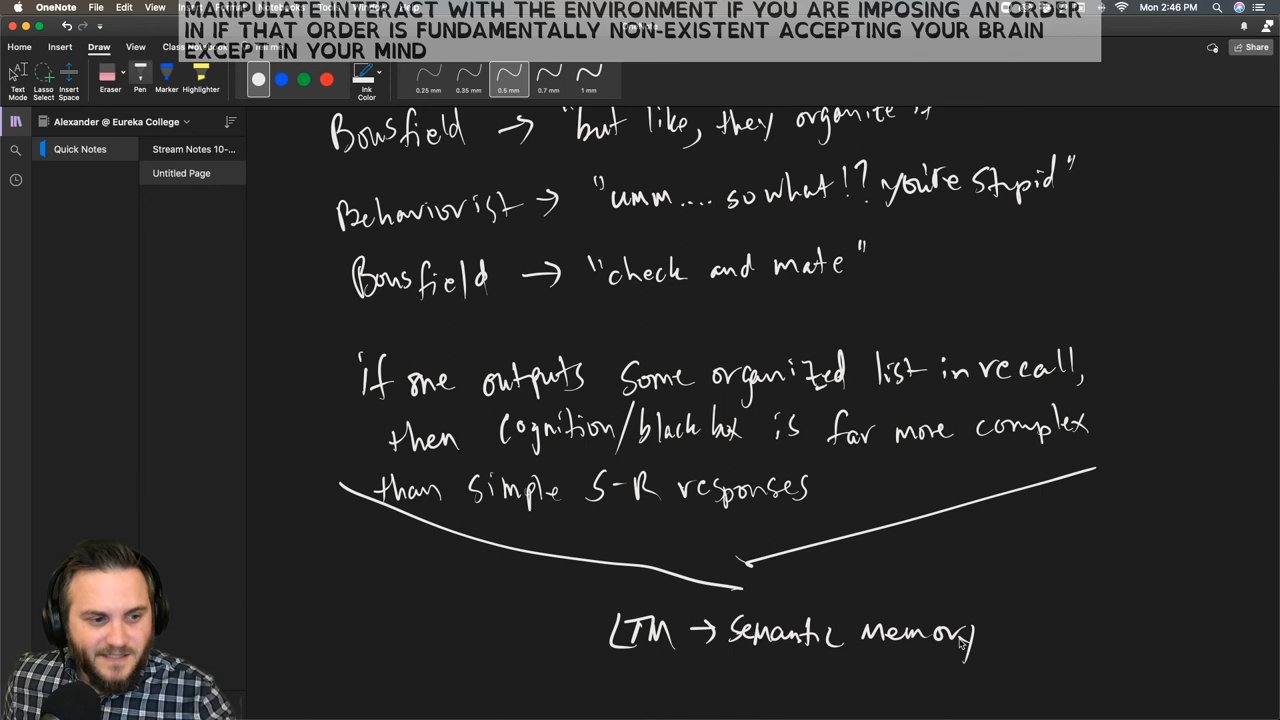 OneNote File Edit View Insert Format Notebooks Tools Window Help Mon 2:46 PM
MANIPULATE INTERACT WITH THE ENVIRONMENT IF YOU ARE IMPOSING AN ORDER
IN IF THAT ORDER IS FUNDAMENTALLY NON-EXISTENT ACCEPTING YOUR BRAIN
EXCEPT IN YOUR MIND
Home Insert Draw View Class Notebook Share
Text Mode Lasso Select Insert Space Eraser Pen Marker Highlighter Ink Color 0.25 mm 0.35 mm 0.5 mm 0.7 mm 1 mm
Alexander @ Eureka College
Quick Notes Stream Notes 10-...
Untitled Page
Bousfield → "but like, they organize it
Behaviorist → "umm.... so what!? you're stupid"
Bousfield → "check and mate"
if one outputs some organized list in recall,
then cognition/black box is far more complex
than simple S-R responses
LTM → Semantic Memory